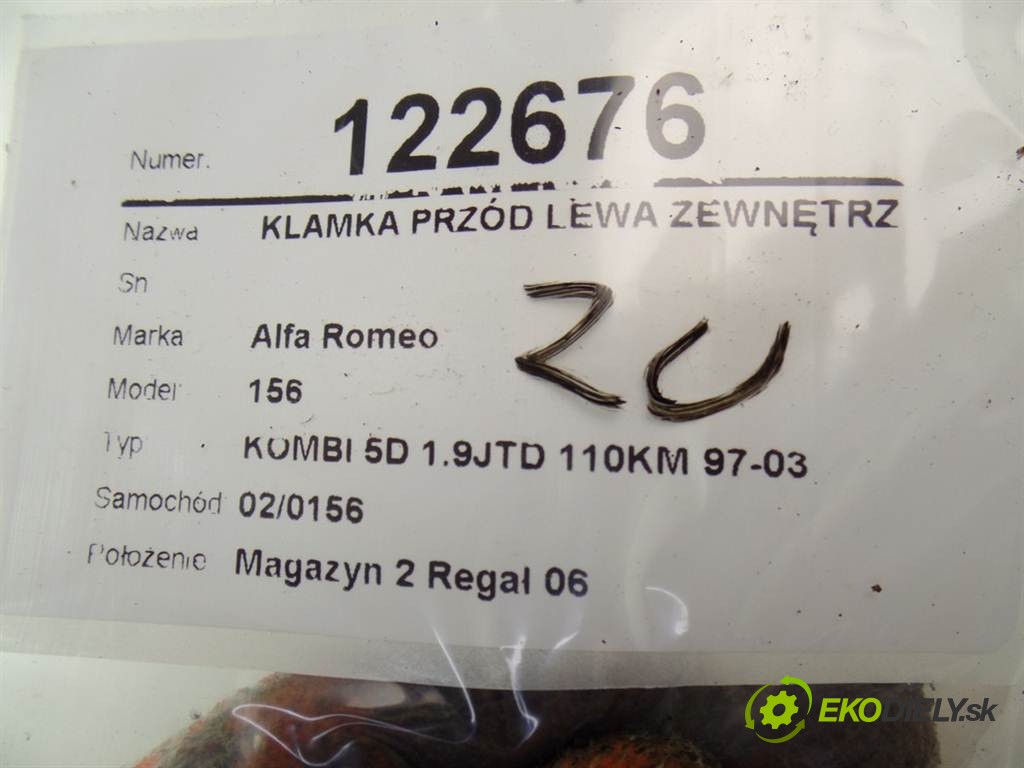 Numer. 122676
Nazwa KLAMKA PRZÓD LEWA ZEWNĘTRZ
Sn
Marka Alfa Romeo
Model 156
Typ KOMBI 5D 1.9JTD 110KM 97-03
Samochód 02/0156
Położenie Magazyn 2 Regał 06
ZU
EKODIELY.sk